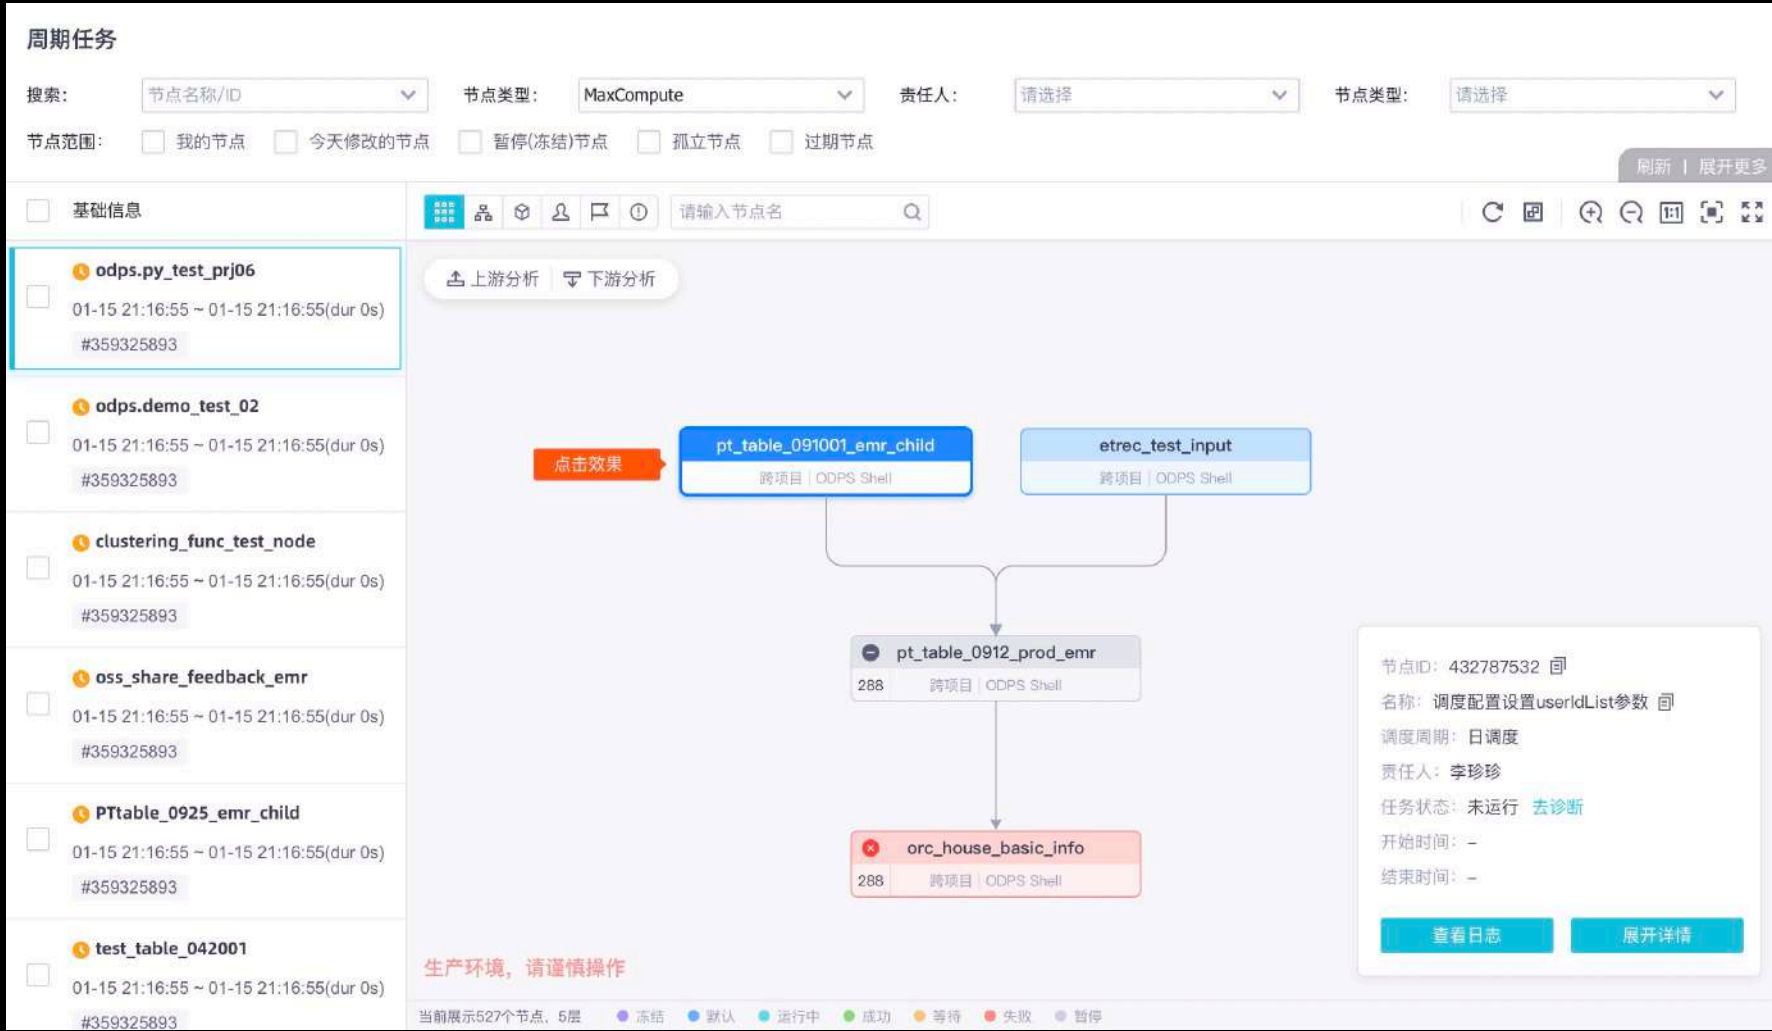 周期任务
搜索： 节点名称/ID 节点类型： MaxCompute 责任人： 请选择 节点类型： 请选择
节点范围： 我的节点 今天修改的节点 暂停(冻结)节点 孤立节点 过期节点
刷新 | 展开更多
基础信息
请输入节点名
1:1
odps.py_test_prj06
01-15 21:16:55 ~ 01-15 21:16:55(dur 0s)
#359325893
odps.demo_test_02
01-15 21:16:55 ~ 01-15 21:16:55(dur 0s)
#359325893
clustering_func_test_node
01-15 21:16:55 ~ 01-15 21:16:55(dur 0s)
#359325893
oss_share_feedback_emr
01-15 21:16:55 ~ 01-15 21:16:55(dur 0s)
#359325893
PTtable_0925_emr_child
01-15 21:16:55 ~ 01-15 21:16:55(dur 0s)
#359325893
test_table_042001
01-15 21:16:55 ~ 01-15 21:16:55(dur 0s)
#359325893
上游分析 下游分析
点击效果
pt_table_091001_emr_child
跨项目 | ODPS Shell
etrec_test_input
跨项目 | ODPS Shell
pt_table_0912_prod_emr
288 跨项目 | ODPS Shell
orc_house_basic_info
288 跨项目 | ODPS Shell
节点ID： 432787532
名称： 调度配置设置userIdList参数
调度周期： 日调度
责任人： 李珍珍
任务状态： 未运行 去诊断
开始时间： –
结束时间： –
查看日志 展开详情
生产环境，请谨慎操作
当前展示527个节点、5层 冻结 默认 运行中 成功 等待 失败 暂停